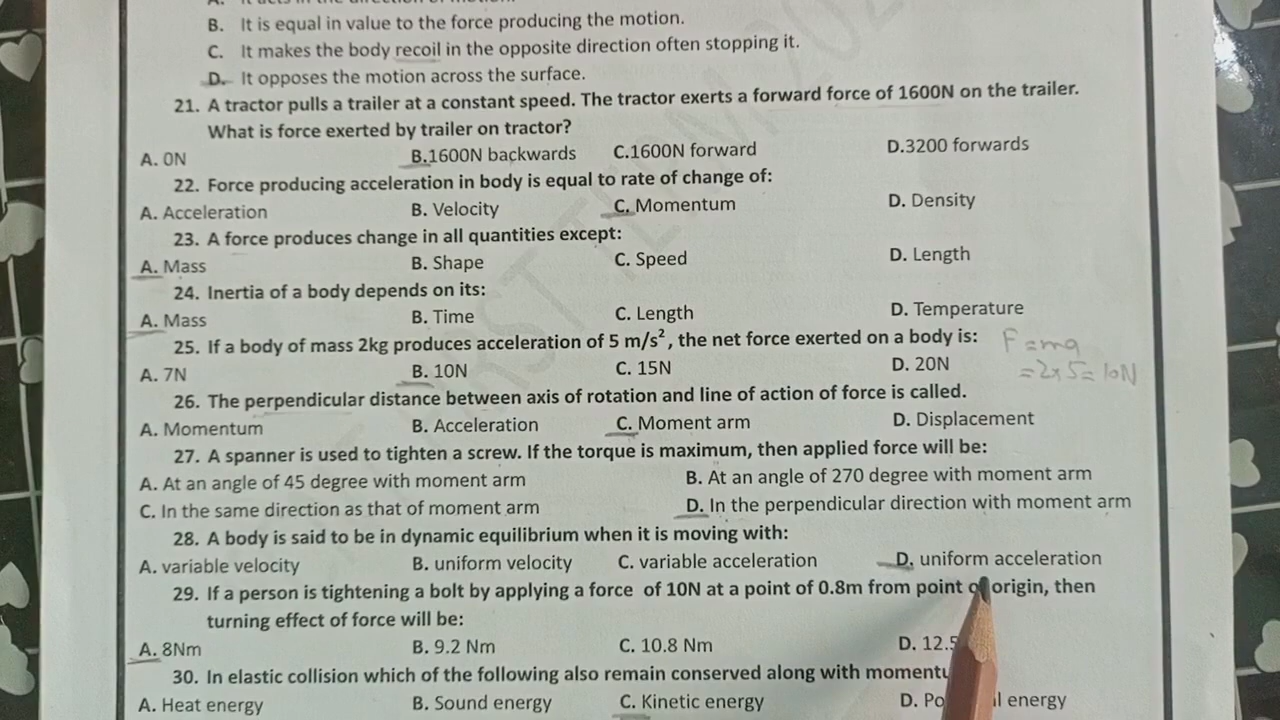 B. It is equal in value to the force producing the motion.
C. It makes the body recoil in the opposite direction often stopping it.
D. It opposes the motion across the surface.
21. A tractor pulls a trailer at a constant speed. The tractor exerts a forward force of 1600N on the trailer.
What is force exerted by trailer on tractor?
A. 0N B.1600N backwards C.1600N forward D.3200 forwards
22. Force producing acceleration in body is equal to rate of change of:
A. Acceleration B. Velocity C. Momentum D. Density
23. A force produces change in all quantities except:
A. Mass B. Shape C. Speed D. Length
24. Inertia of a body depends on its:
A. Mass B. Time C. Length D. Temperature
25. If a body of mass 2kg produces acceleration of 5 m/s², the net force exerted on a body is: F = ma
A. 7N B. 10N C. 15N D. 20N = 2x5 = 10N
26. The perpendicular distance between axis of rotation and line of action of force is called.
A. Momentum B. Acceleration C. Moment arm D. Displacement
27. A spanner is used to tighten a screw. If the torque is maximum, then applied force will be:
A. At an angle of 45 degree with moment arm B. At an angle of 270 degree with moment arm
C. In the same direction as that of moment arm D. In the perpendicular direction with moment arm
28. A body is said to be in dynamic equilibrium when it is moving with:
A. variable velocity B. uniform velocity C. variable acceleration D. uniform acceleration
29. If a person is tightening a bolt by applying a force of 10N at a point of 0.8m from point origin, then
turning effect of force will be:
A. 8Nm B. 9.2 Nm C. 10.8 Nm D. 12.5
30. In elastic collision which of the following also remain conserved along with
A. Heat energy B. Sound energy C. Kinetic energy D. energy